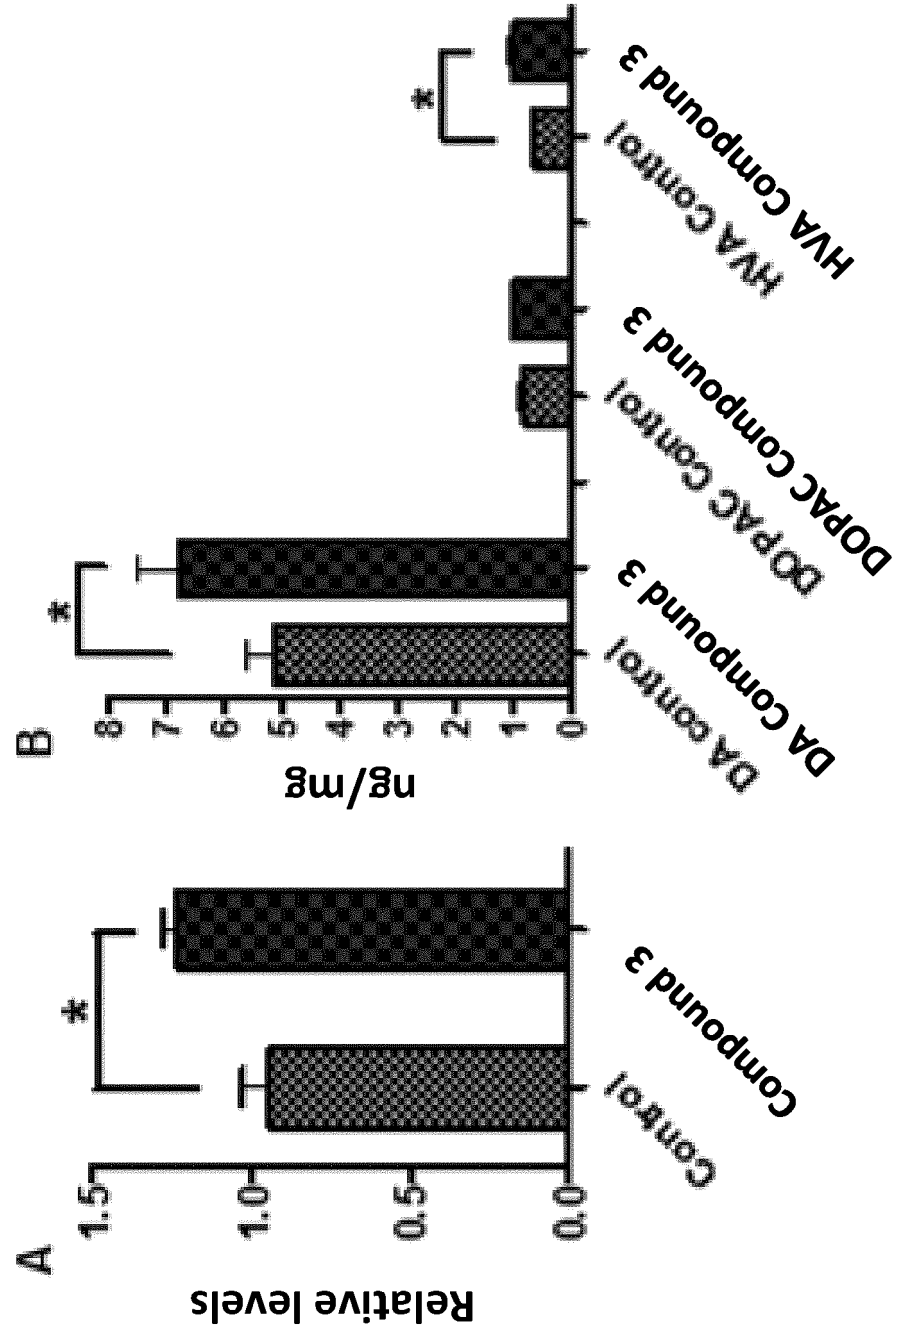 A
Relative levels
1.5
1.0
0.5
0.0
*
Control
Compound 3
B
ng/mg
8
7
6
5
4
3
2
1
0
*
*
DA control
DA Compound 3
DOPAC Control
DOPAC Compound 3
HVA Control
HVA Compound 3